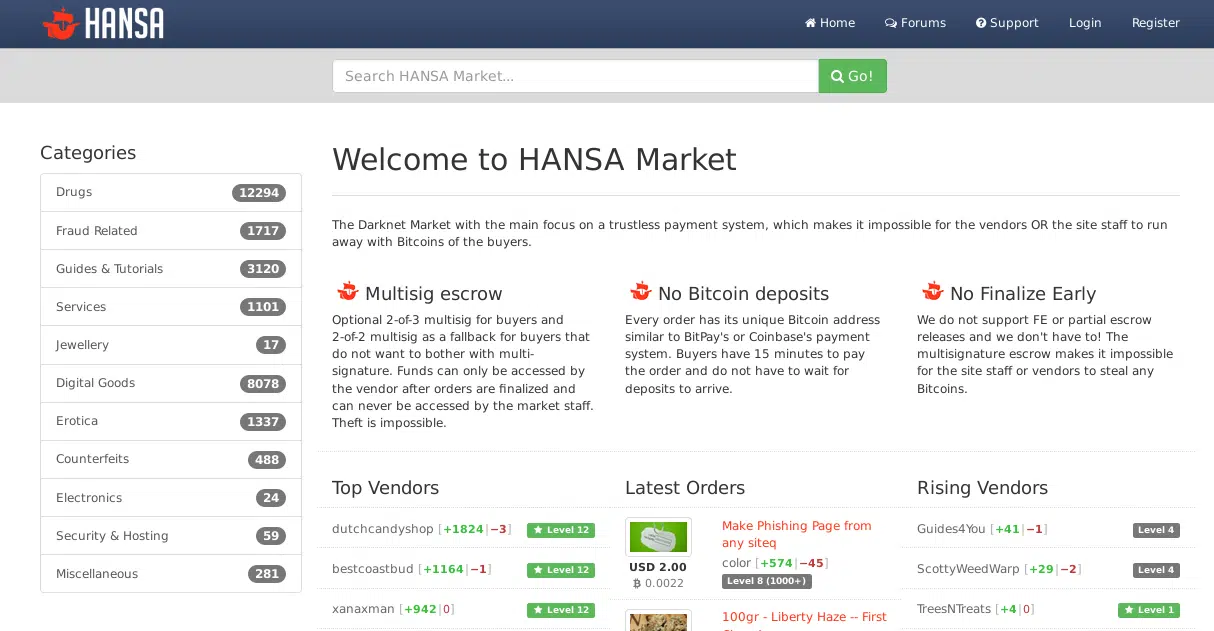 HANSA
Home
Forums
Support
Login
Register
Search HANSA Market...
Go!
Categories
Drugs 12294
Fraud Related 1717
Guides & Tutorials 3120
Services 1101
Jewellery 17
Digital Goods 8078
Erotica 1337
Counterfeits 488
Electronics 24
Security & Hosting 59
Miscellaneous 281
Welcome to HANSA Market
The Darknet Market with the main focus on a trustless payment system, which makes it impossible for the vendors OR the site staff to run
away with Bitcoins of the buyers.
Multisig escrow
Optional 2-of-3 multisig for buyers and
2-of-2 multisig as a fallback for buyers that
do not want to bother with multi-
signature. Funds can only be accessed by
the vendor after orders are finalized and
can never be accessed by the market staff.
Theft is impossible.
No Bitcoin deposits
Every order has its unique Bitcoin address
similar to BitPay's or Coinbase's payment
system. Buyers have 15 minutes to pay
the order and do not have to wait for
deposits to arrive.
No Finalize Early
We do not support FE or partial escrow
releases and we don't have to! The
multisignature escrow makes it impossible
for the site staff or vendors to steal any
Bitcoins.
Top Vendors
dutchcandyshop [+1824|−3] Level 12
bestcoastbud [+1164|−1] Level 12
xanaxman [+942|0] Level 12
Latest Orders
Make Phishing Page from
any siteq
color [+574|−45]
Level 8 (1000+)
USD 2.00
฿ 0.0022
100gr - Liberty Haze -- First
Rising Vendors
Guides4You [+41|−1] Level 4
ScottyWeedWarp [+29|−2] Level 4
TreesNTreats [+4|0] Level 1